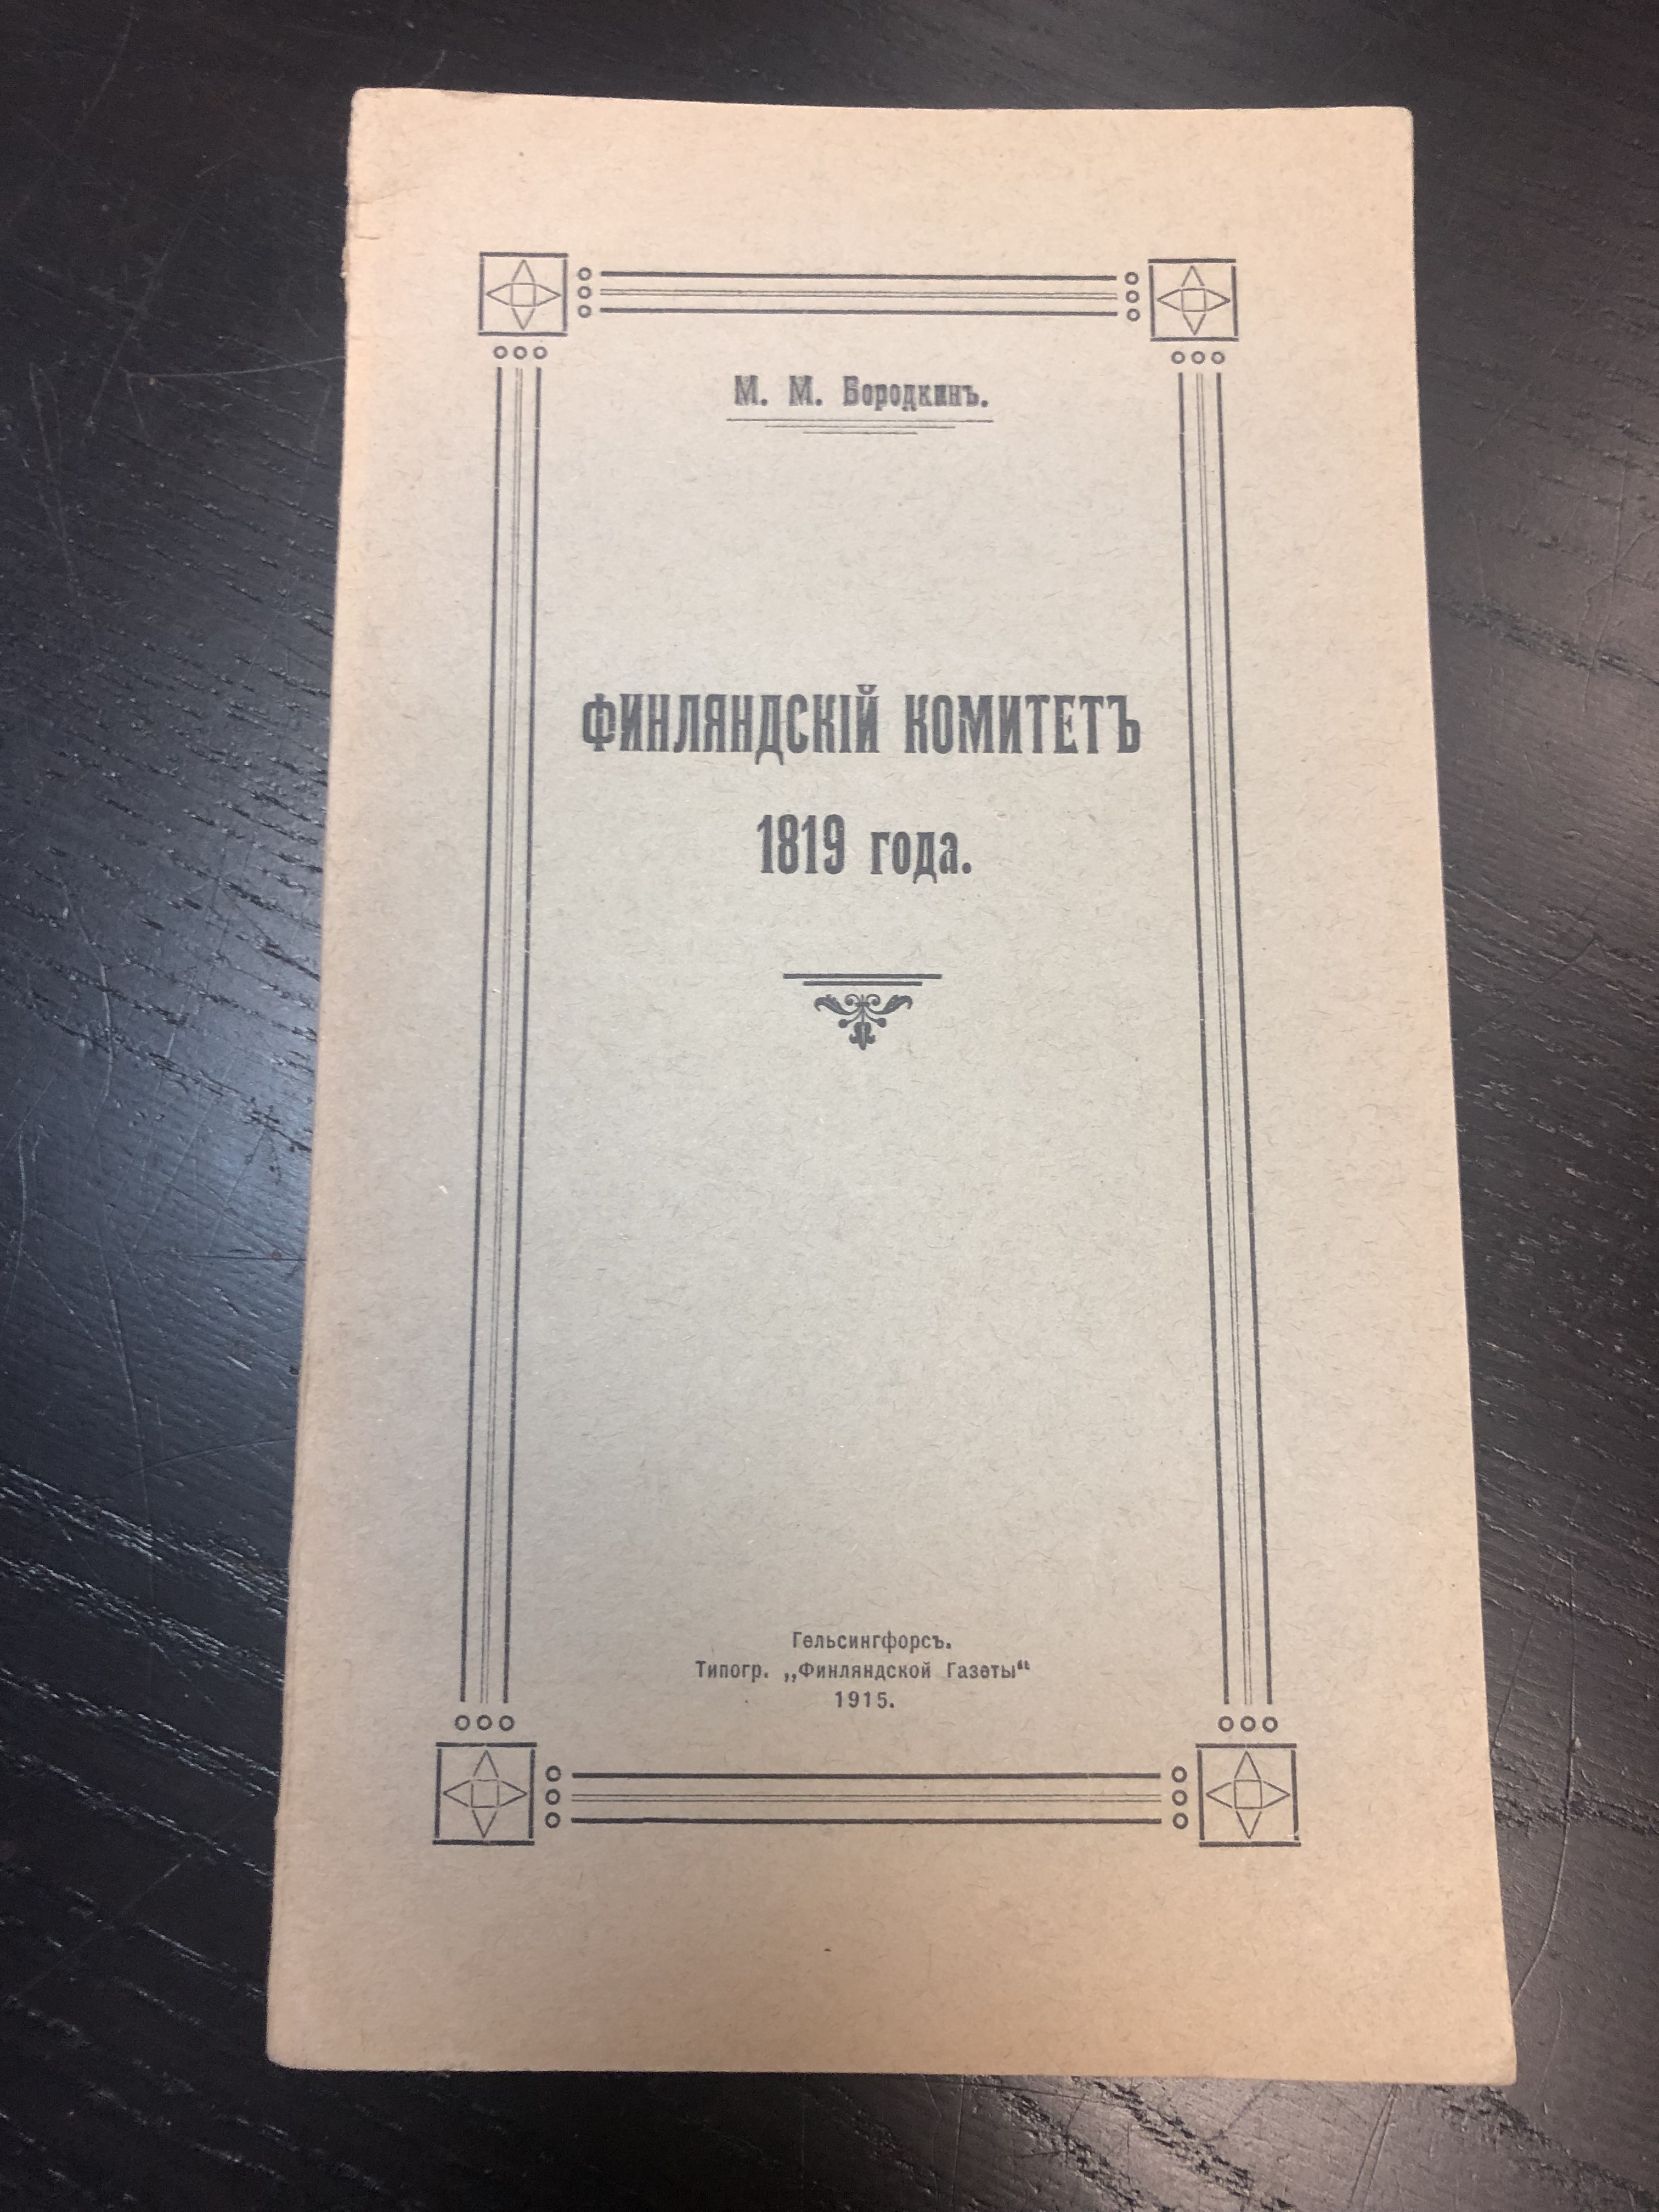 М. М. Бородкинъ.
ФИНЛЯНДСКІЙ КОМИТЕТЪ
1819 года.
Гельсингфорсъ.
Типогр. „Финляндской Газеты“
1915.